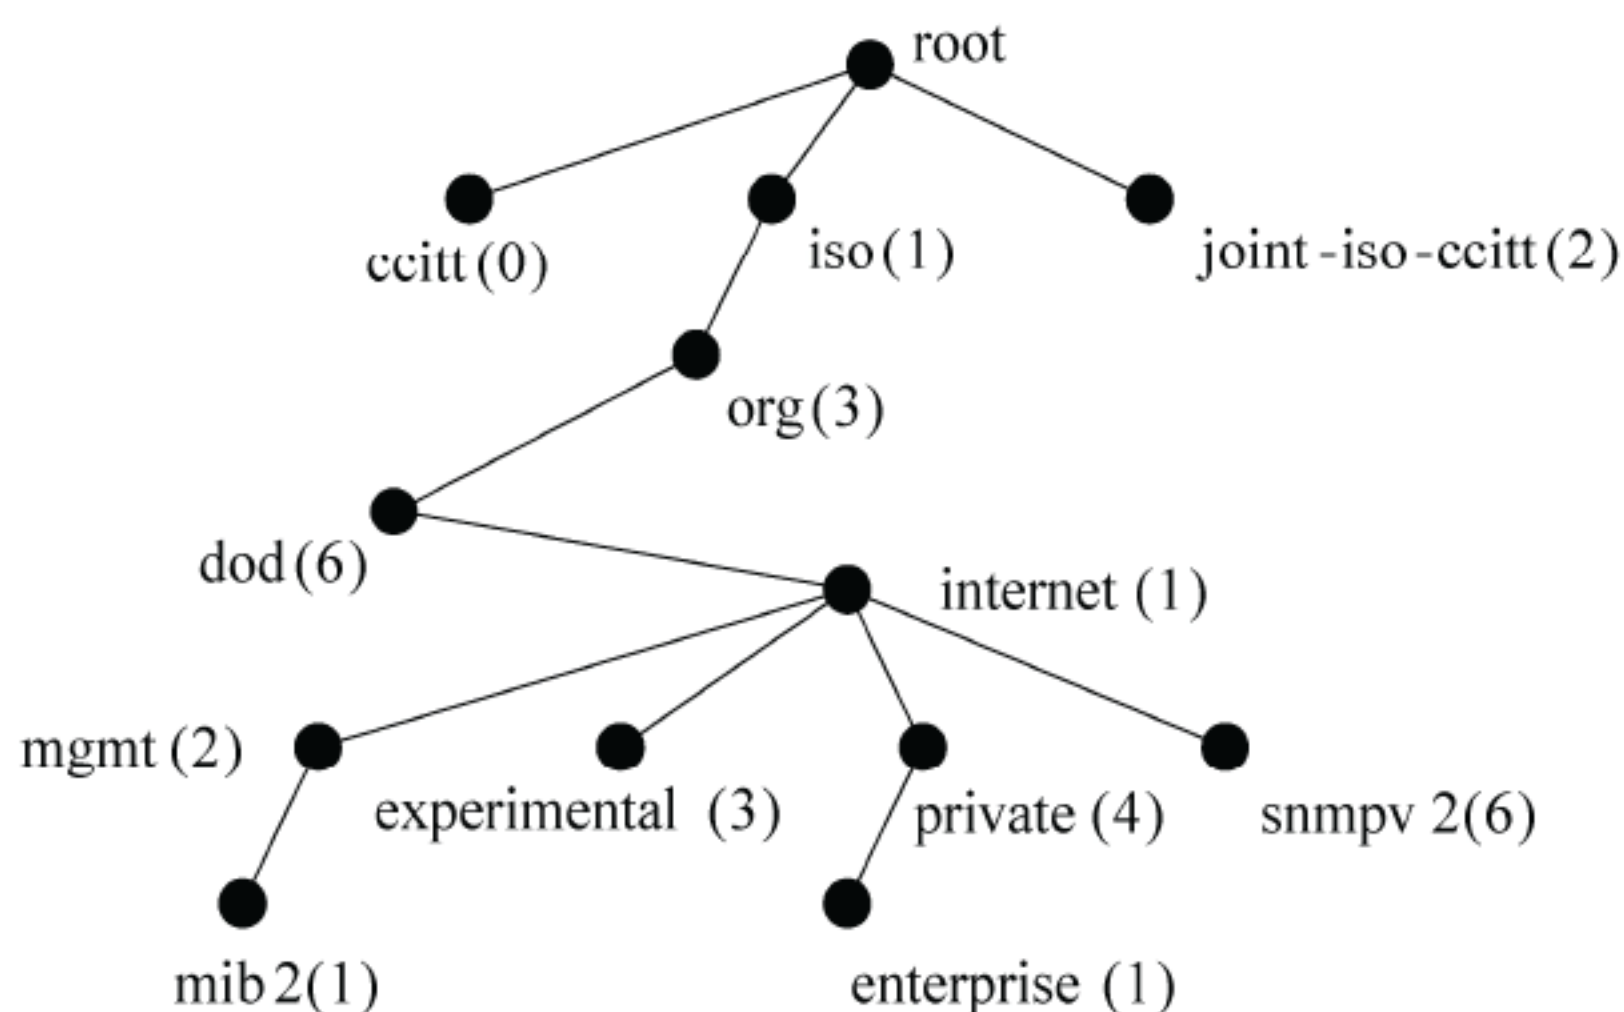 root
ccitt (0)
iso (1)
joint-iso-ccitt (2)
org (3)
dod (6)
internet (1)
mgmt (2)
experimental (3)
private (4)
snmpv 2(6)
mib 2(1)
enterprise (1)